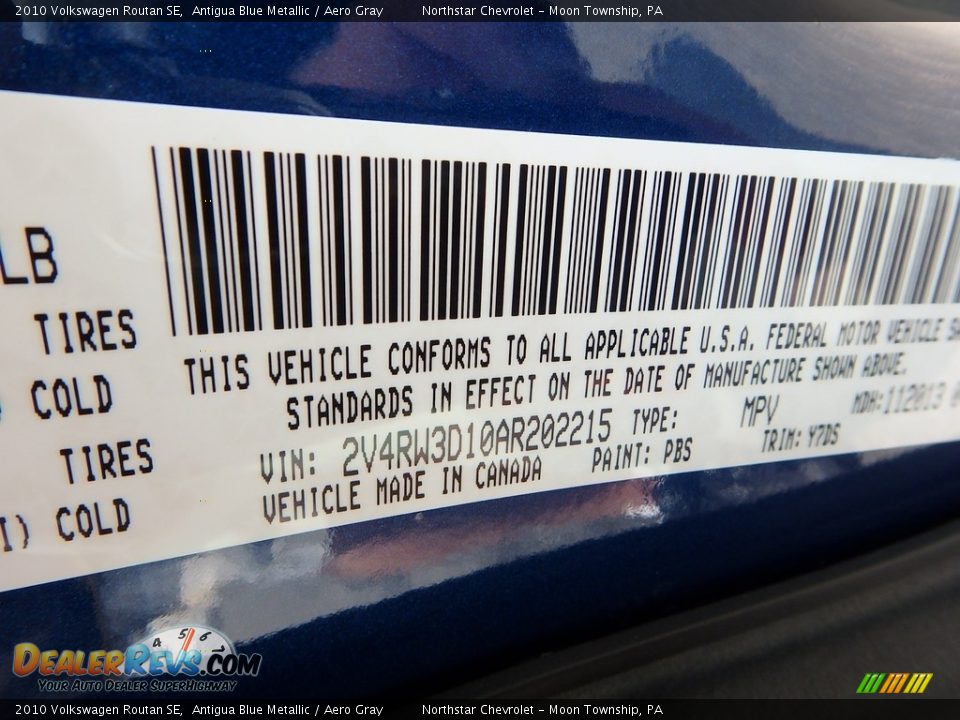 2010 Volkswagen Routan SE, Antigua Blue Metallic / Aero Gray Northstar Chevrolet – Moon Township, PA
LB
TIRES
COLD
TIRES
I) COLD
THIS VEHICLE CONFORMS TO ALL APPLICABLE U.S.A. FEDERAL MOTOR VEHICLE
STANDARDS IN EFFECT ON THE DATE OF MANUFACTURE SHOWN ABOVE.
VIN: 2V4RW3D10AR202215 TYPE: MPV MDH: 112013
VEHICLE MADE IN CANADA PAINT: PBS TRIM: Y7DS
4 5 6
DEALERREVS.COM
YOUR AUTO DEALER SUPERHIGHWAY
2010 Volkswagen Routan SE, Antigua Blue Metallic / Aero Gray Northstar Chevrolet – Moon Township, PA